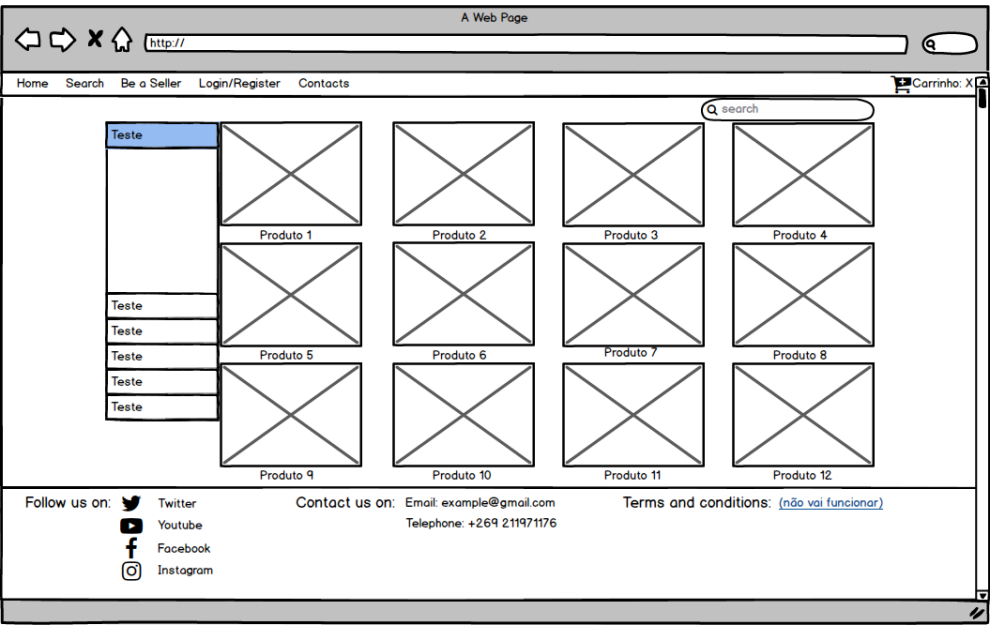 A Web Page
http://
Home Search Be a Seller Login/Register Contacts Carrinho: X
search
Teste
Produto 1 Produto 2 Produto 3 Produto 4
Teste
Teste
Teste
Teste
Teste
Produto 5 Produto 6 Produto 7 Produto 8
Produto 9 Produto 10 Produto 11 Produto 12
Follow us on: Twitter Contact us on: Email: example@gmail.com Terms and conditions: (não vai funcionar)
Youtube Telephone: +269 211971176
Facebook
Instagram